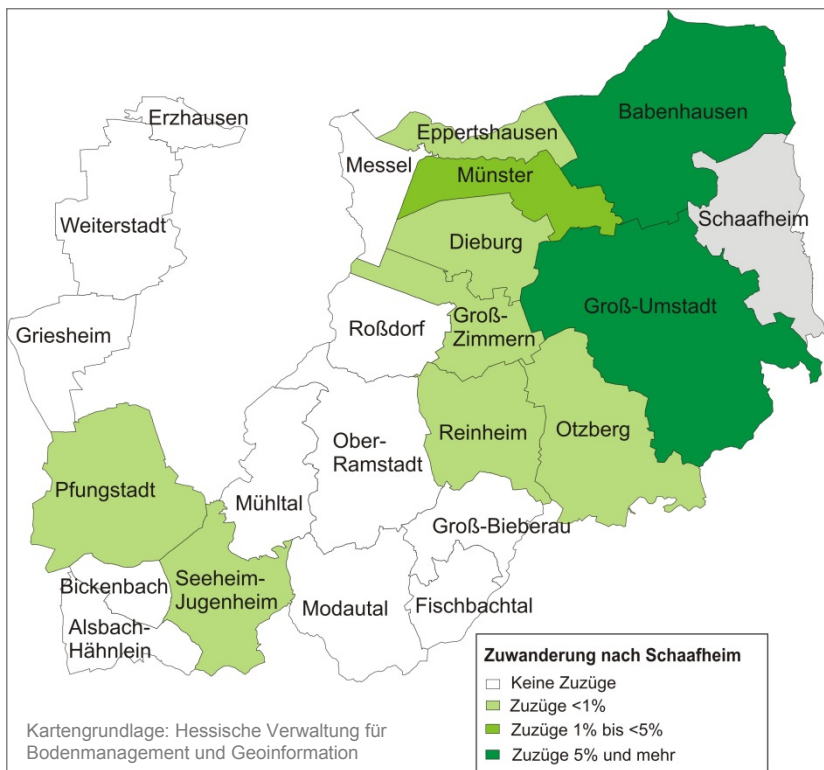 Erzhausen
Babenhausen
Eppertshausen
Messel
Münster
Weiterstadt
Schaafheim
Dieburg
Groß-Umstadt
Griesheim
Roßdorf
Groß-
Zimmern
Ober-
Ramstadt
Reinheim
Otzberg
Pfungstadt
Mühltal
Groß-Bieberau
Bickenbach
Seeheim-
Jugenheim
Modautal
Fischbachtal
Alsbach-
Hähnlein
Zuwanderung nach Schaafheim
Keine Zuzüge
Zuzüge <1%
Zuzüge 1% bis <5%
Zuzüge 5% und mehr
Kartengrundlage: Hessische Verwaltung für
Bodenmanagement und Geoinformation